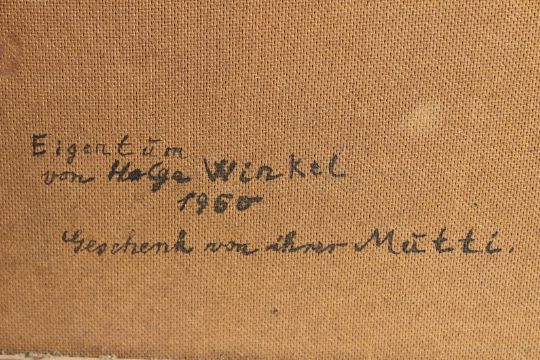 Eigentum
von Helga Winkel
1960
Geschenk von ihrer Mutti.